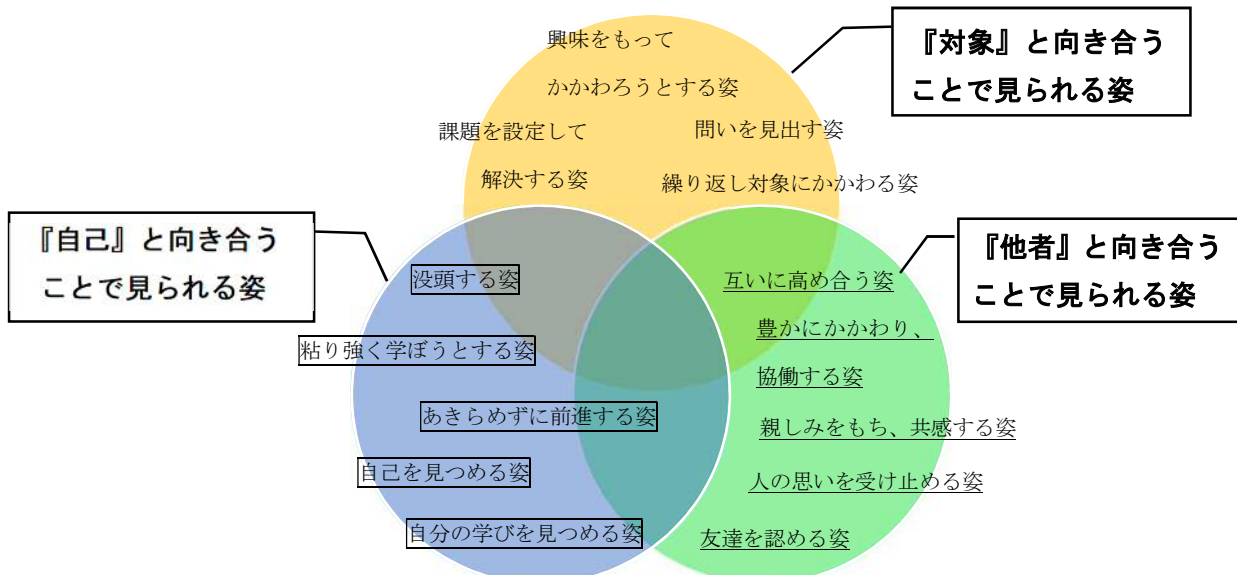 興味をもって
かかわろうとする姿
課題を設定して
解決する姿
問いを見出す姿
繰り返し対象にかかわる姿
『対象』と向き合う
ことで見られる姿
『自己』と向き合う
ことで見られる姿
没頭する姿
粘り強く学ぼうとする姿
あきらめずに前進する姿
自己を見つめる姿
自分の学びを見つめる姿
『他者』と向き合う
ことで見られる姿
互いに高め合う姿
豊かにかかわり、
協働する姿
親しみをもち、共感する姿
人の思いを受け止める姿
友達を認める姿